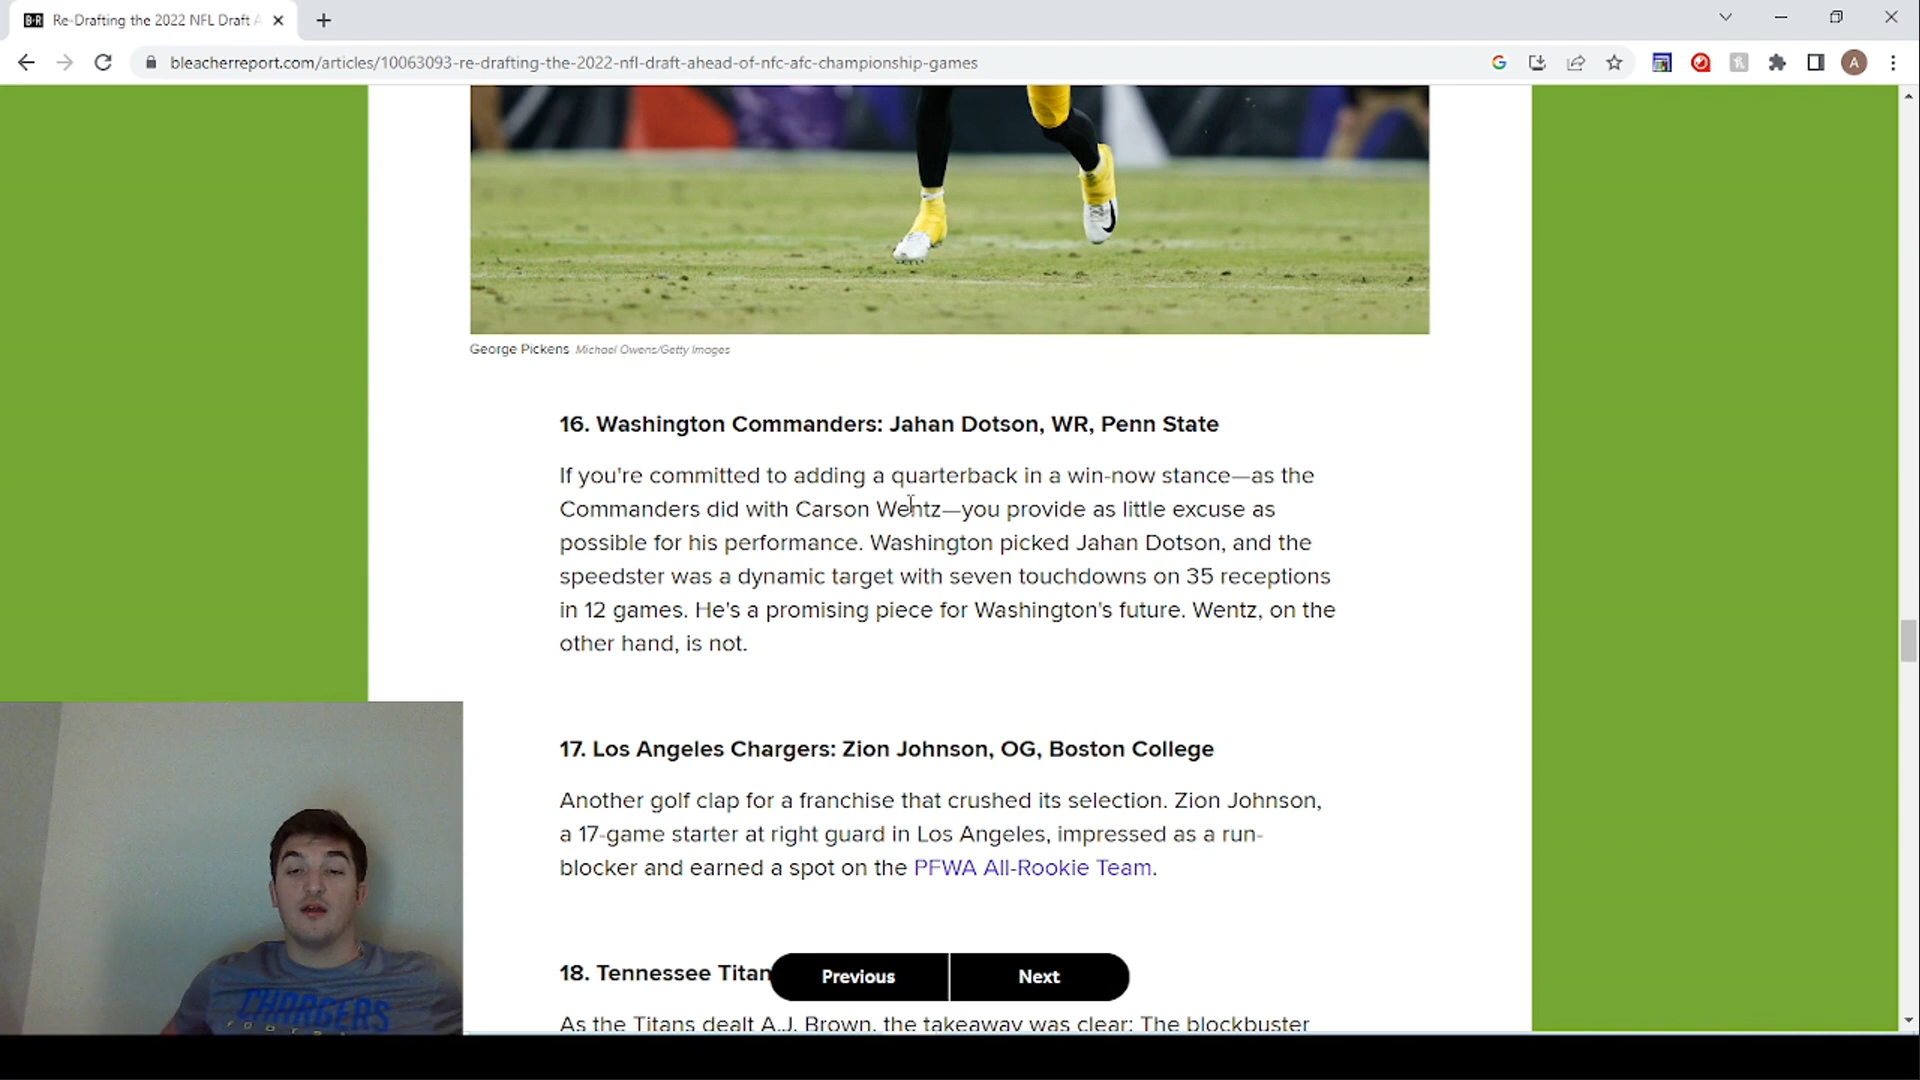 B/R Re-Drafting the 2022 NFL Draft A
bleacherreport.com/articles/10063093-re-drafting-the-2022-nfl-draft-ahead-of-nfc-afc-championship-games
A
George Pickens Michael Owens/Getty Images
16. Washington Commanders: Jahan Dotson, WR, Penn State
If you're committed to adding a quarterback in a win-now stance—as the
Commanders did with Carson Wentz—you provide as little excuse as
possible for his performance. Washington picked Jahan Dotson, and the
speedster was a dynamic target with seven touchdowns on 35 receptions
in 12 games. He's a promising piece for Washington's future. Wentz, on the
other hand, is not.
17. Los Angeles Chargers: Zion Johnson, OG, Boston College
Another golf clap for a franchise that crushed its selection. Zion Johnson,
a 17-game starter at right guard in Los Angeles, impressed as a run-
blocker and earned a spot on the PFWA All-Rookie Team.
18. Tennessee Titan
Previous Next
As the Titans dealt A.J. Brown, the takeaway was clear: The blockbuster
CHARGERS